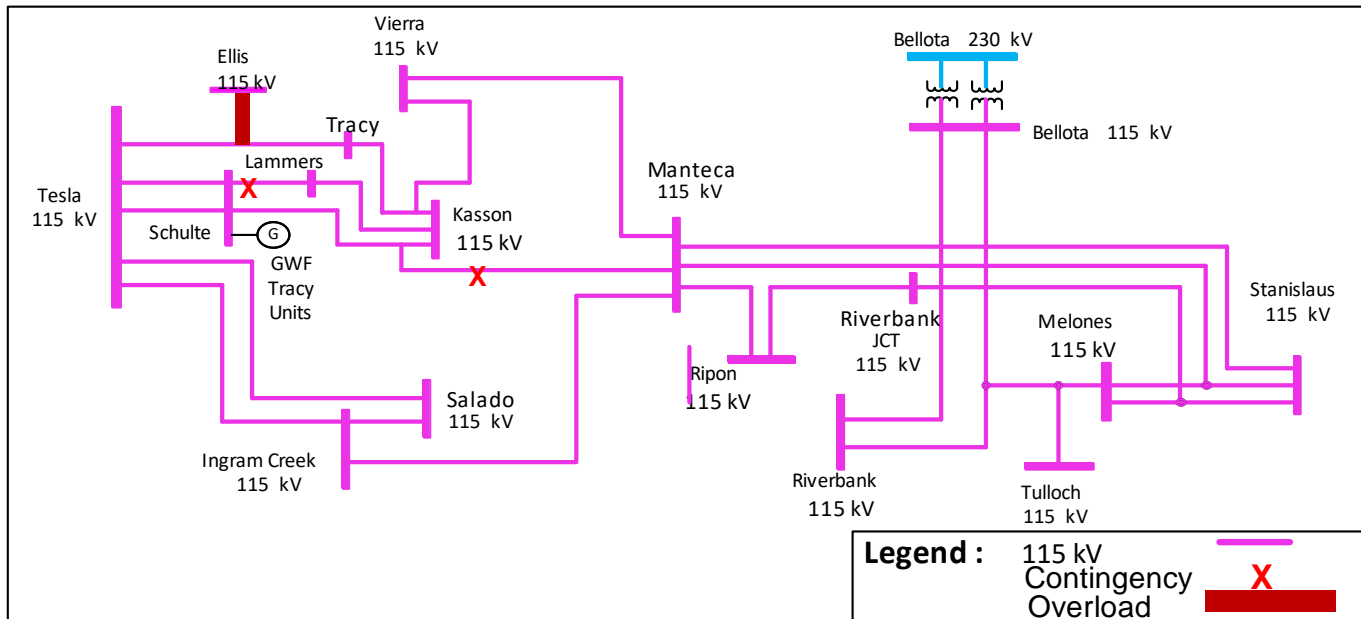 Vierra
115 kV
Bellota 230 kV
Ellis
115 kV
Tracy
Bellota 115 kV
Lammers
X
Manteca
115 kV
Tesla
115 kV
Kasson
115 kV
Schulte
G
GWF
Tracy
Units
X
Riverbank
JCT
115 kV
Melones
115 kV
Stanislaus
115 kV
Ripon
115 kV
Salado
115 kV
Ingram Creek
115 kV
Riverbank
115 kV
Tulloch
115 kV
Legend : 115 kV
Contingency X
Overload